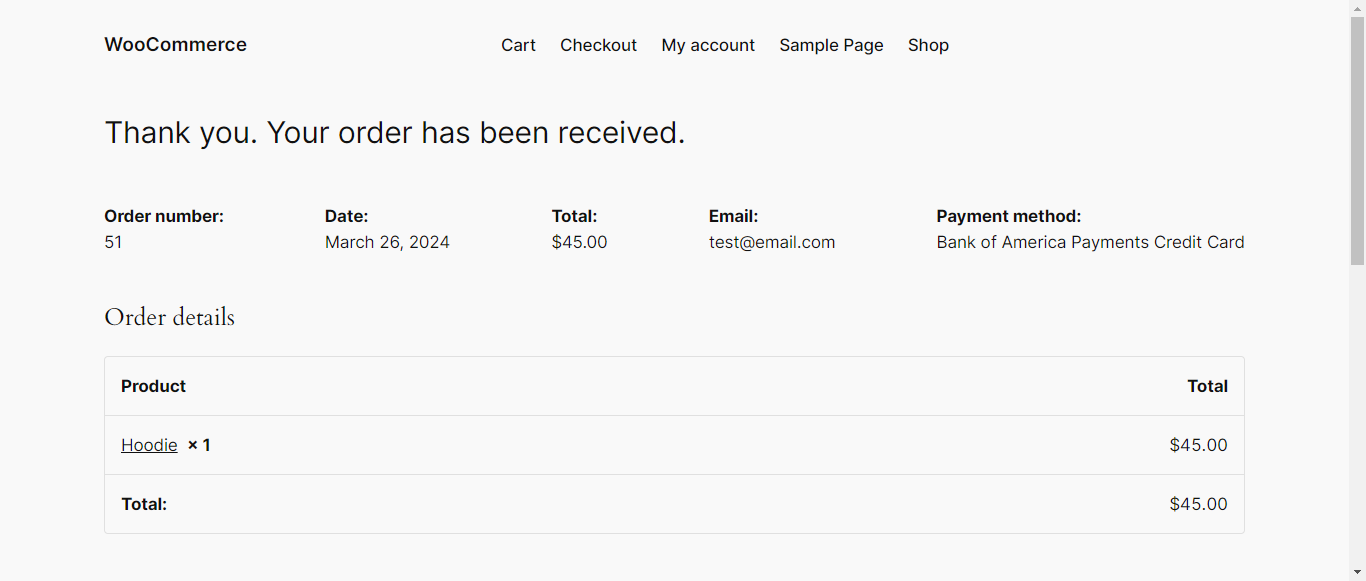 WooCommerce Cart Checkout My account Sample Page Shop
Thank you. Your order has been received.
Order number: Date: Total: Email: Payment method:
51 March 26, 2024 $45.00 test@email.com Bank of America Payments Credit Card
Order details
Product Total
Hoodie × 1 $45.00
Total: $45.00